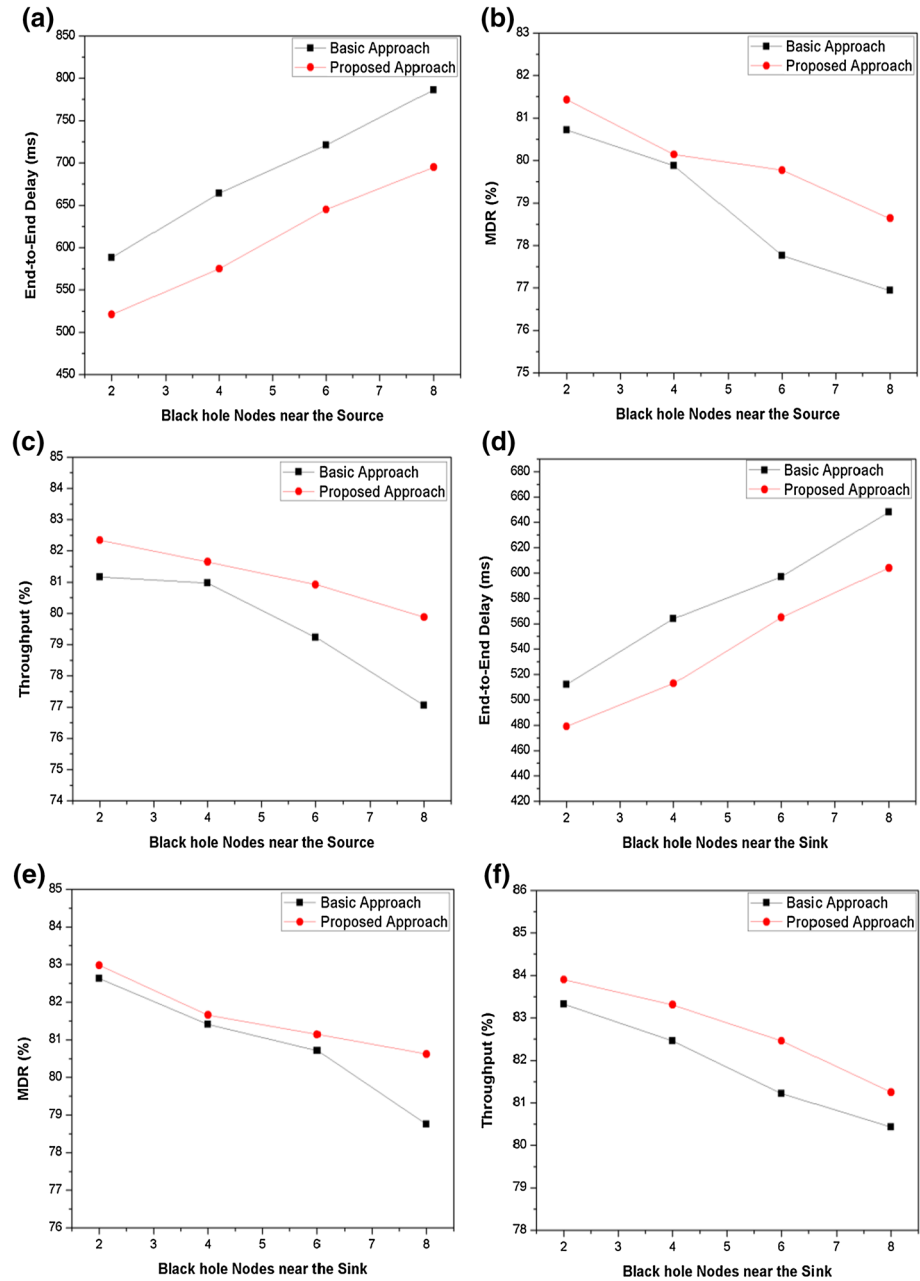 (a)
850
800
750
700
650
600
550
500
450
End-to-End Delay (ms)
Basic Approach
Proposed Approach
2 3 4 5 6 7 8
Black hole Nodes near the Source
(b)
83
82
81
80
79
78
77
76
75
MDR (%)
Basic Approach
Proposed Approach
2 3 4 5 6 7 8
Black hole Nodes near the Source
(c)
85
84
83
82
81
80
79
78
77
76
75
74
Throughput (%)
Basic Approach
Proposed Approach
2 3 4 5 6 7 8
Black hole Nodes near the Source
(d)
680
660
640
620
600
580
560
540
520
500
480
460
440
420
End-to-End Delay (ms)
Basic Approach
Proposed Approach
2 3 4 5 6 7 8
Black hole Nodes near the Sink
(e)
85
84
83
82
81
80
79
78
77
76
MDR (%)
Basic Approach
Proposed Approach
2 3 4 5 6 7 8
Black hole Nodes near the Sink
(f)
86
85
84
83
82
81
80
79
78
Throughput (%)
Basic Approach
Proposed Approach
2 3 4 5 6 7 8
Black hole Nodes near the Sink